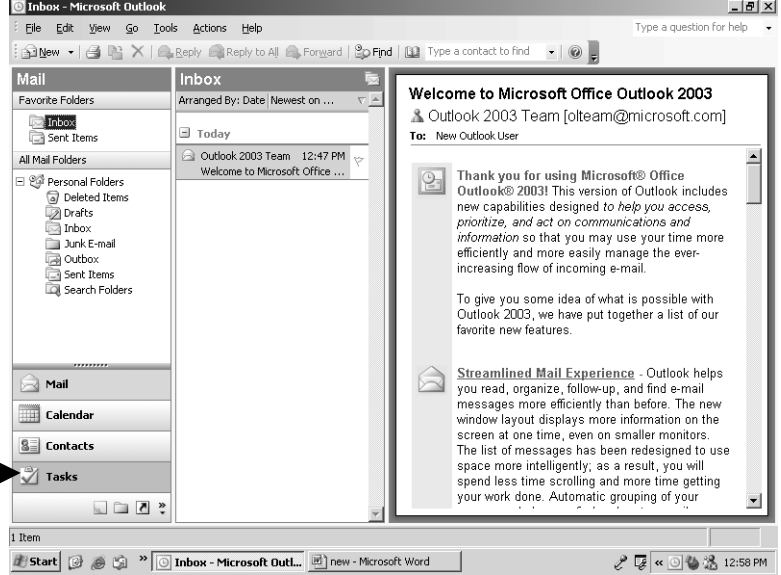 Inbox - Microsoft Outlook
File Edit View Go Tools Actions Help
Type a question for help
New Reply Reply to All Forward Find Type a contact to find
Mail
Favorite Folders
Inbox
Sent Items
All Mail Folders
Personal Folders
Deleted Items
Drafts
Inbox
Junk E-mail
Outbox
Sent Items
Search Folders
Mail
Calendar
Contacts
Tasks
Inbox
Arranged By: Date Newest on ...
Today
Outlook 2003 Team 12:47 PM
Welcome to Microsoft Office ...
Welcome to Microsoft Office Outlook 2003
Outlook 2003 Team [olteam@microsoft.com]
To: New Outlook User
Thank you for using Microsoft® Office
Outlook® 2003! This version of Outlook includes
new capabilities designed to help you access,
prioritize, and act on communications and
information so that you may use your time more
efficiently and more easily manage the ever-
increasing flow of incoming e-mail.
To give you some idea of what is possible with
Outlook 2003, we have put together a list of our
favorite new features.
Streamlined Mail Experience - Outlook helps
you read, organize, follow-up, and find e-mail
messages more efficiently than before. The new
window layout displays more information on the
screen at one time, even on smaller monitors.
The list of messages has been redesigned to use
space more intelligently; as a result, you will
spend less time scrolling and more time getting
your work done. Automatic grouping of your
1 Item
Start Inbox - Microsoft Outl... new - Microsoft Word 12:58 PM